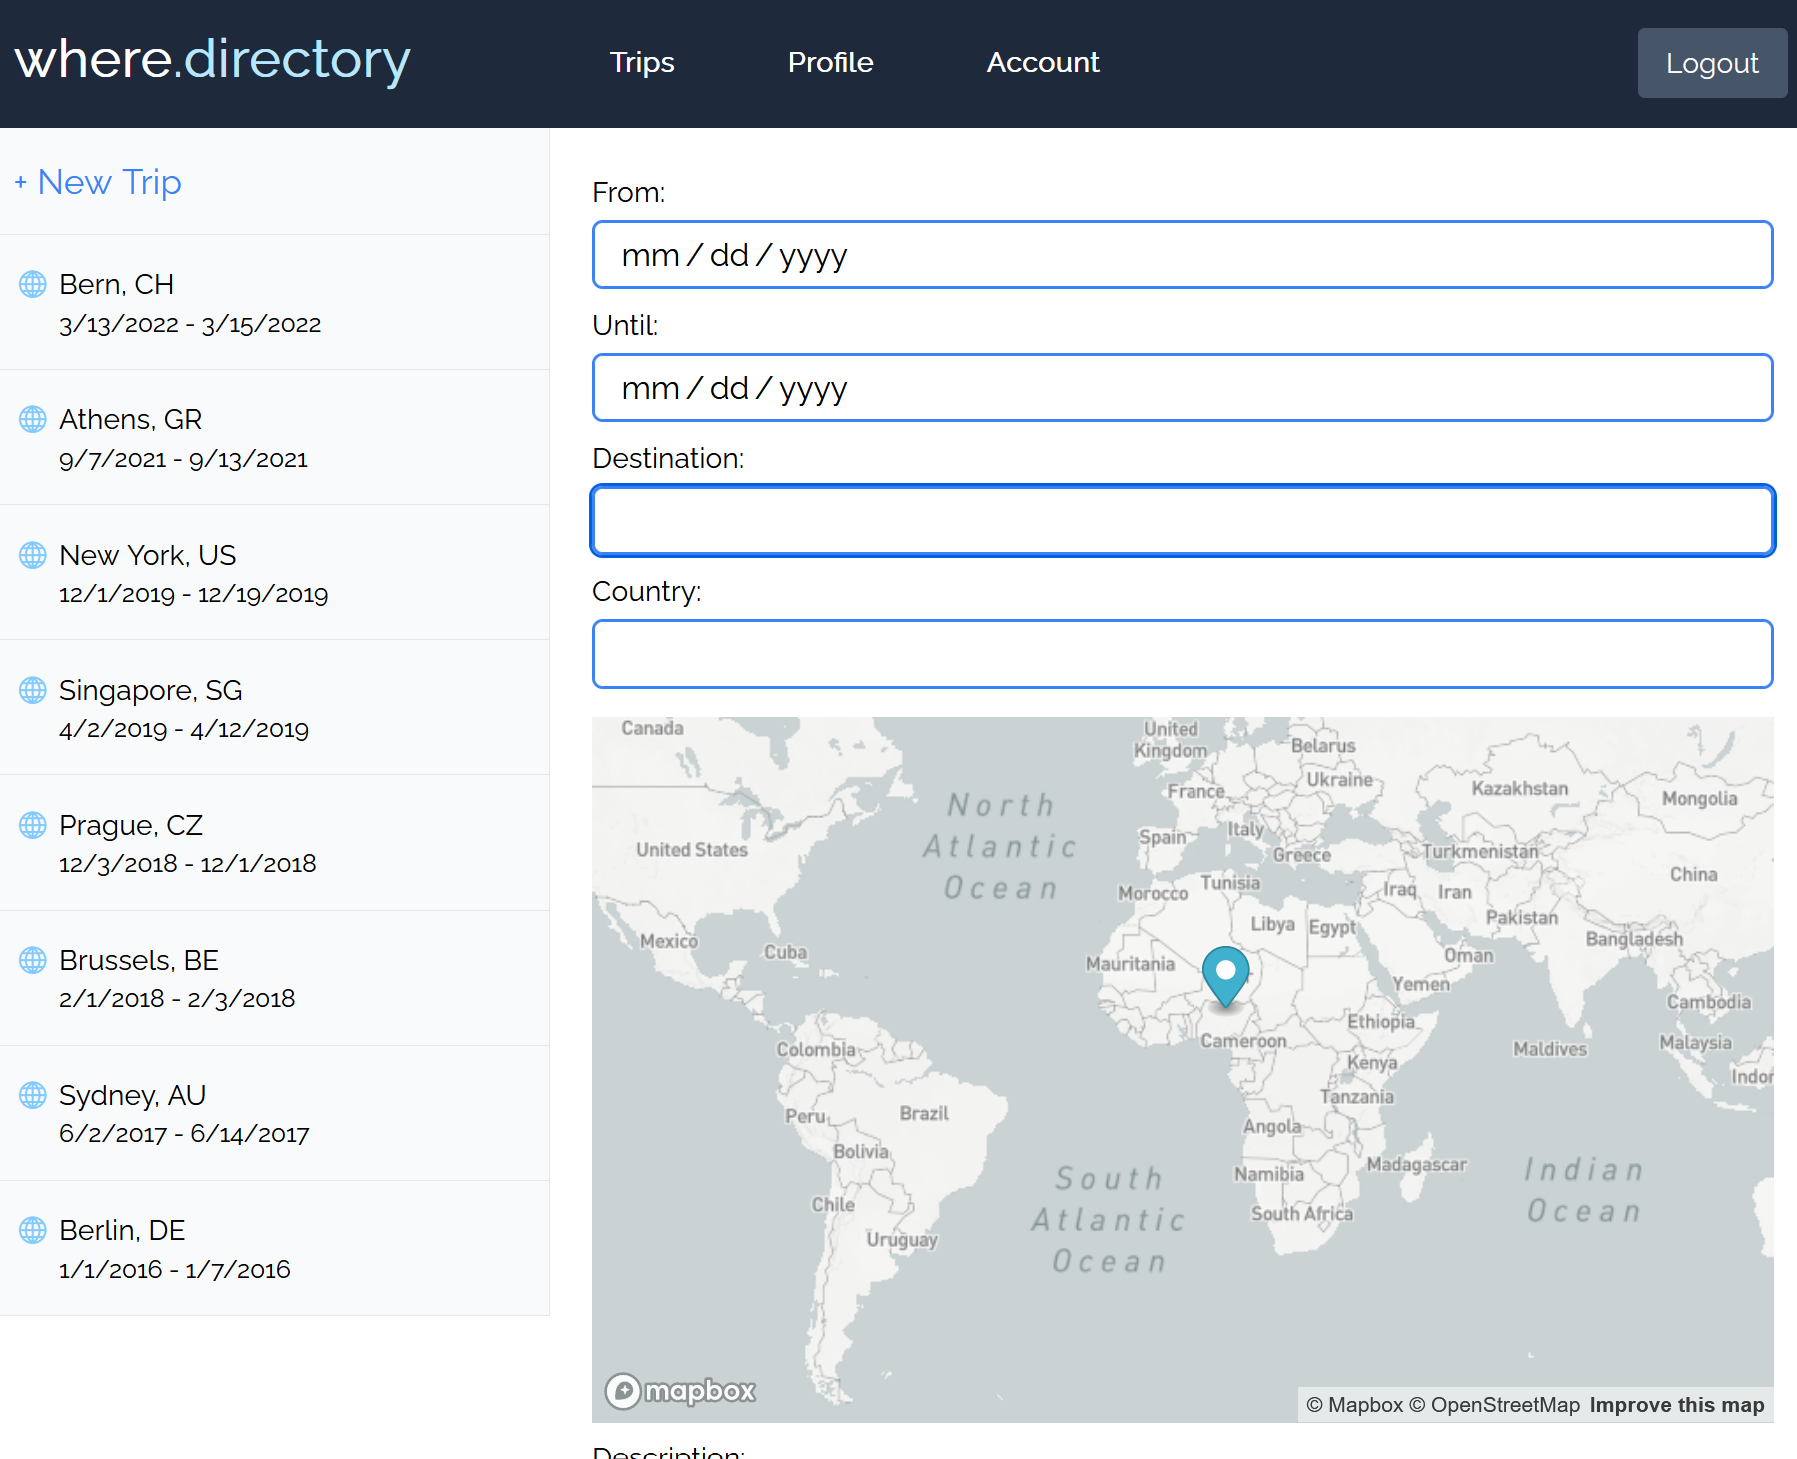 where.directory
Trips
Profile
Account
Logout
+ New Trip
Bern, CH
3/13/2022 - 3/15/2022
Athens, GR
9/7/2021 - 9/13/2021
New York, US
12/1/2019 - 12/19/2019
Singapore, SG
4/2/2019 - 4/12/2019
Prague, CZ
12/3/2018 - 12/1/2018
Brussels, BE
2/1/2018 - 2/3/2018
Sydney, AU
6/2/2017 - 6/14/2017
Berlin, DE
1/1/2016 - 1/7/2016
From:
mm / dd / yyyy
Until:
mm / dd / yyyy
Destination:
Country:
Canada
United
Kingdom
Belarus
Ukraine
Kazakhstan
Mongolia
France
North
Atlantic
Ocean
Spain
Italy
Greece
Turkmenistan
United States
China
Morocco
Tunisia
Iraq
Iran
Pakistan
Libya
Egypt
Bangladesh
Mexico
Cuba
Mauritania
Oman
Yemen
Cambodia
Ethiopia
Cameroon
Colombia
Kenya
Maldives
Malaysia
Indor
Tanzania
Peru
Brazil
Angola
Bolivia
Namibia
Madagascar
South
Atlantic
Ocean
Indian
Ocean
Chile
South Africa
Uruguay
mapbox
© Mapbox © OpenStreetMap Improve this map
Description: